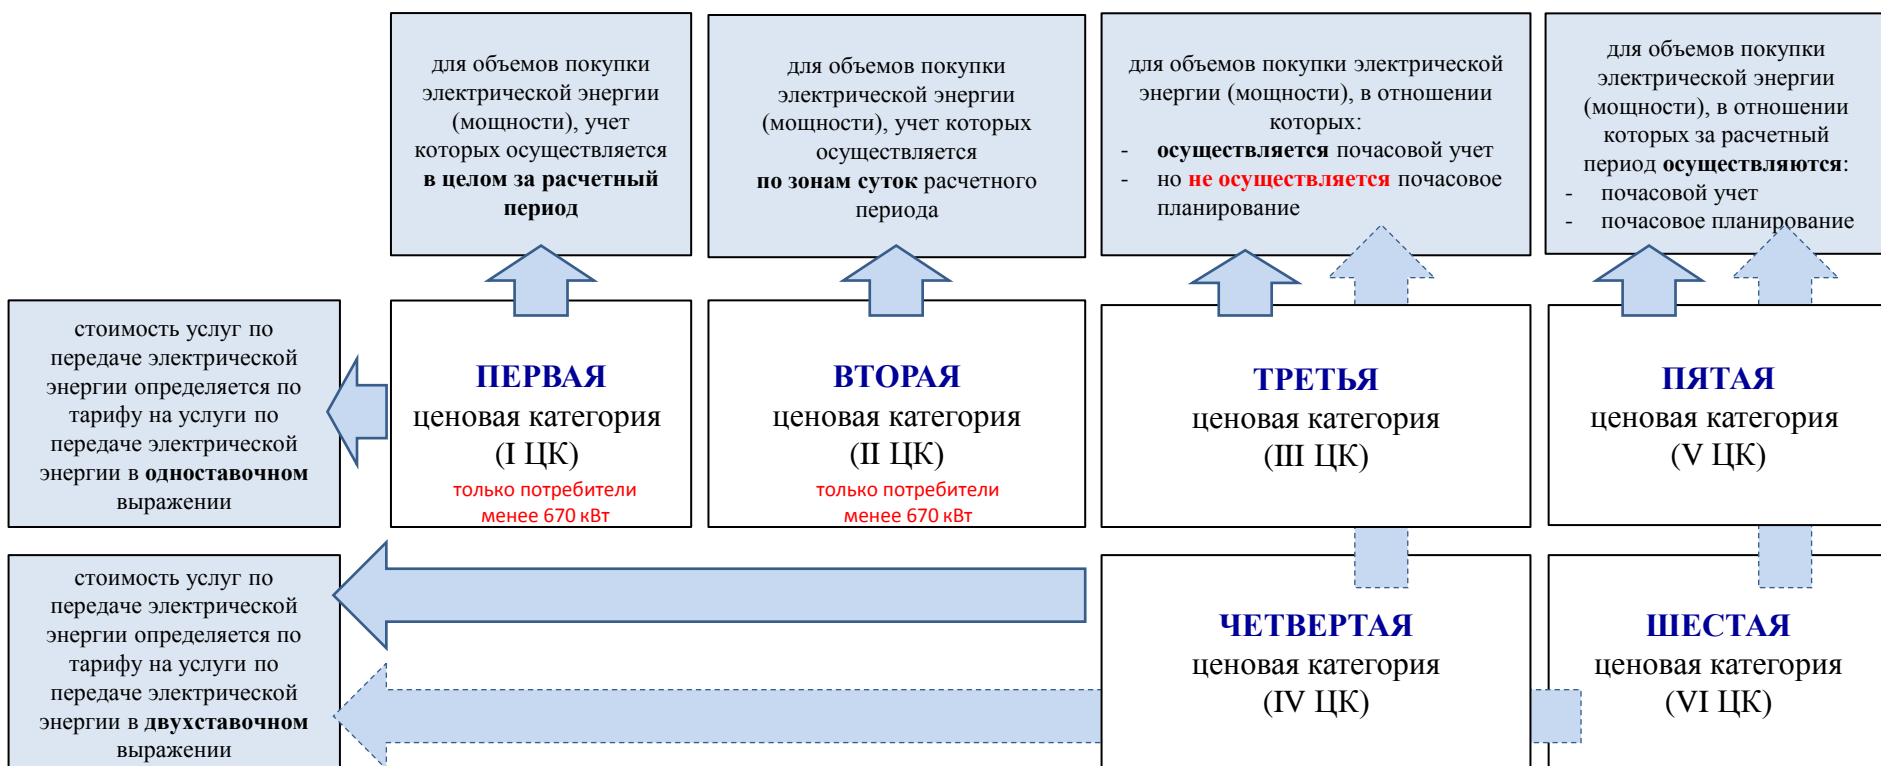 для объемов покупки
электрической энергии
(мощности), учет
которых осуществляется
в целом за расчетный
период
для объемов покупки
электрической энергии
(мощности), учет которых
осуществляется
по зонам суток расчетного
периода
для объемов покупки электрической
энергии (мощности), в отношении
которых:
- осуществляется почасовой учет
- но не осуществляется почасовое
планирование
для объемов покупки
электрической энергии
(мощности), в отношении
которых за расчетный
период осуществляются:
- почасовой учет
- почасовое планирование
стоимость услуг по
передаче электрической
энергии определяется по
тарифу на услуги по
передаче электрической
энергии в одноставочном
выражении
ПЕРВАЯ
ценовая категория
(I ЦК)
только потребители
менее 670 кВт
ВТОРАЯ
ценовая категория
(II ЦК)
только потребители
менее 670 кВт
ТРЕТЬЯ
ценовая категория
(III ЦК)
ПЯТАЯ
ценовая категория
(V ЦК)
стоимость услуг по
передаче электрической
энергии определяется по
тарифу на услуги по
передаче электрической
энергии в двухставочном
выражении
ЧЕТВЕРТАЯ
ценовая категория
(IV ЦК)
ШЕСТАЯ
ценовая категория
(VI ЦК)